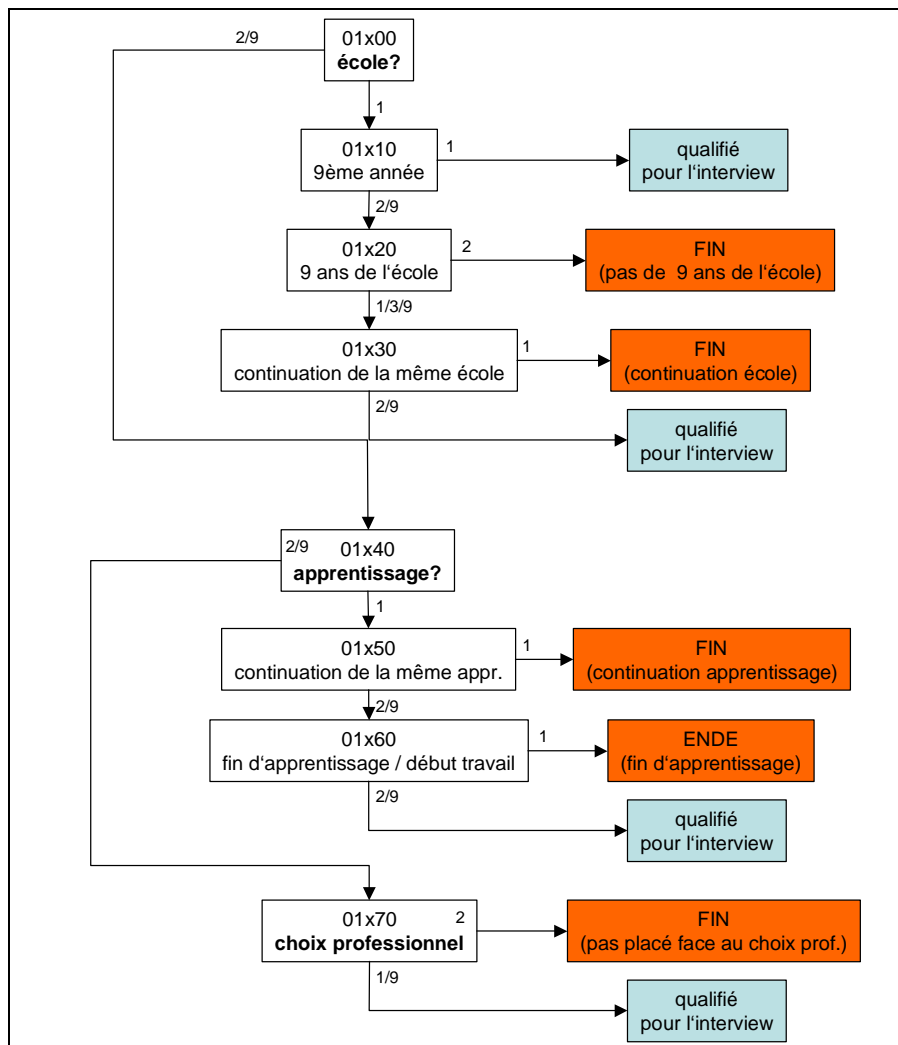 2/9
01x00
école?
1
01x10
9ème année
1
qualifié
pour l‘interview
2/9
01x20
9 ans de l‘école
2
FIN
(pas de 9 ans de l‘école)
1/3/9
01x30
continuation de la même école
1
FIN
(continuation école)
2/9
qualifié
pour l‘interview
2/9
01x40
apprentissage?
1
01x50
continuation de la même appr.
1
FIN
(continuation apprentissage)
2/9
01x60
fin d‘apprentissage / début travail
1
ENDE
(fin d‘apprentissage)
2/9
qualifié
pour l‘interview
01x70
choix professionnel
2
FIN
(pas placé face au choix prof.)
1/9
qualifié
pour l‘interview